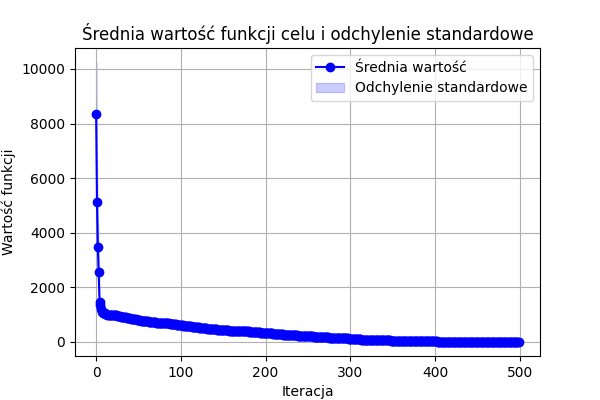 Średnia wartość funkcji celu i odchylenie standardowe
Średnia wartość
Odchylenie standardowe
Wartość funkcji
10000
8000
6000
4000
2000
0
0 100 200 300 400 500
Iteracja